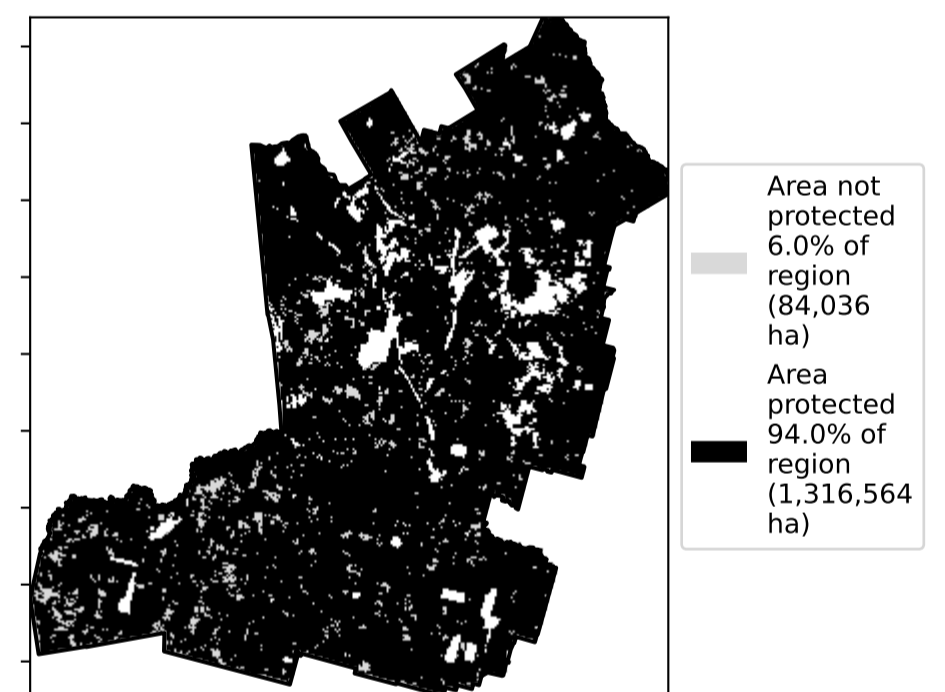 Area not
protected
6.0% of
region
(84,036
ha)
Area
protected
94.0% of
region
(1,316,564
ha)